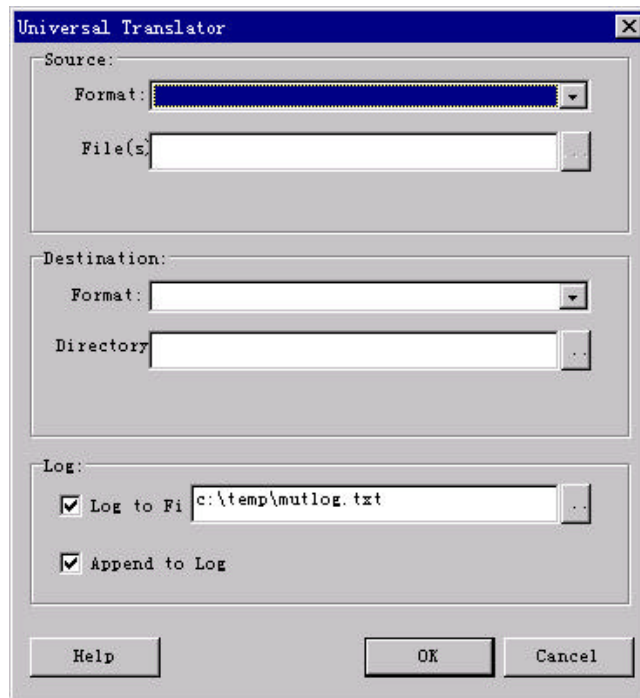 Universal Translator
Source:
Format:
File(s)
...
Destination:
Format:
Directory
..
Log:
Log to Fi c:\temp\mutlog.txt
..
Append to Log
Help OK Cancel